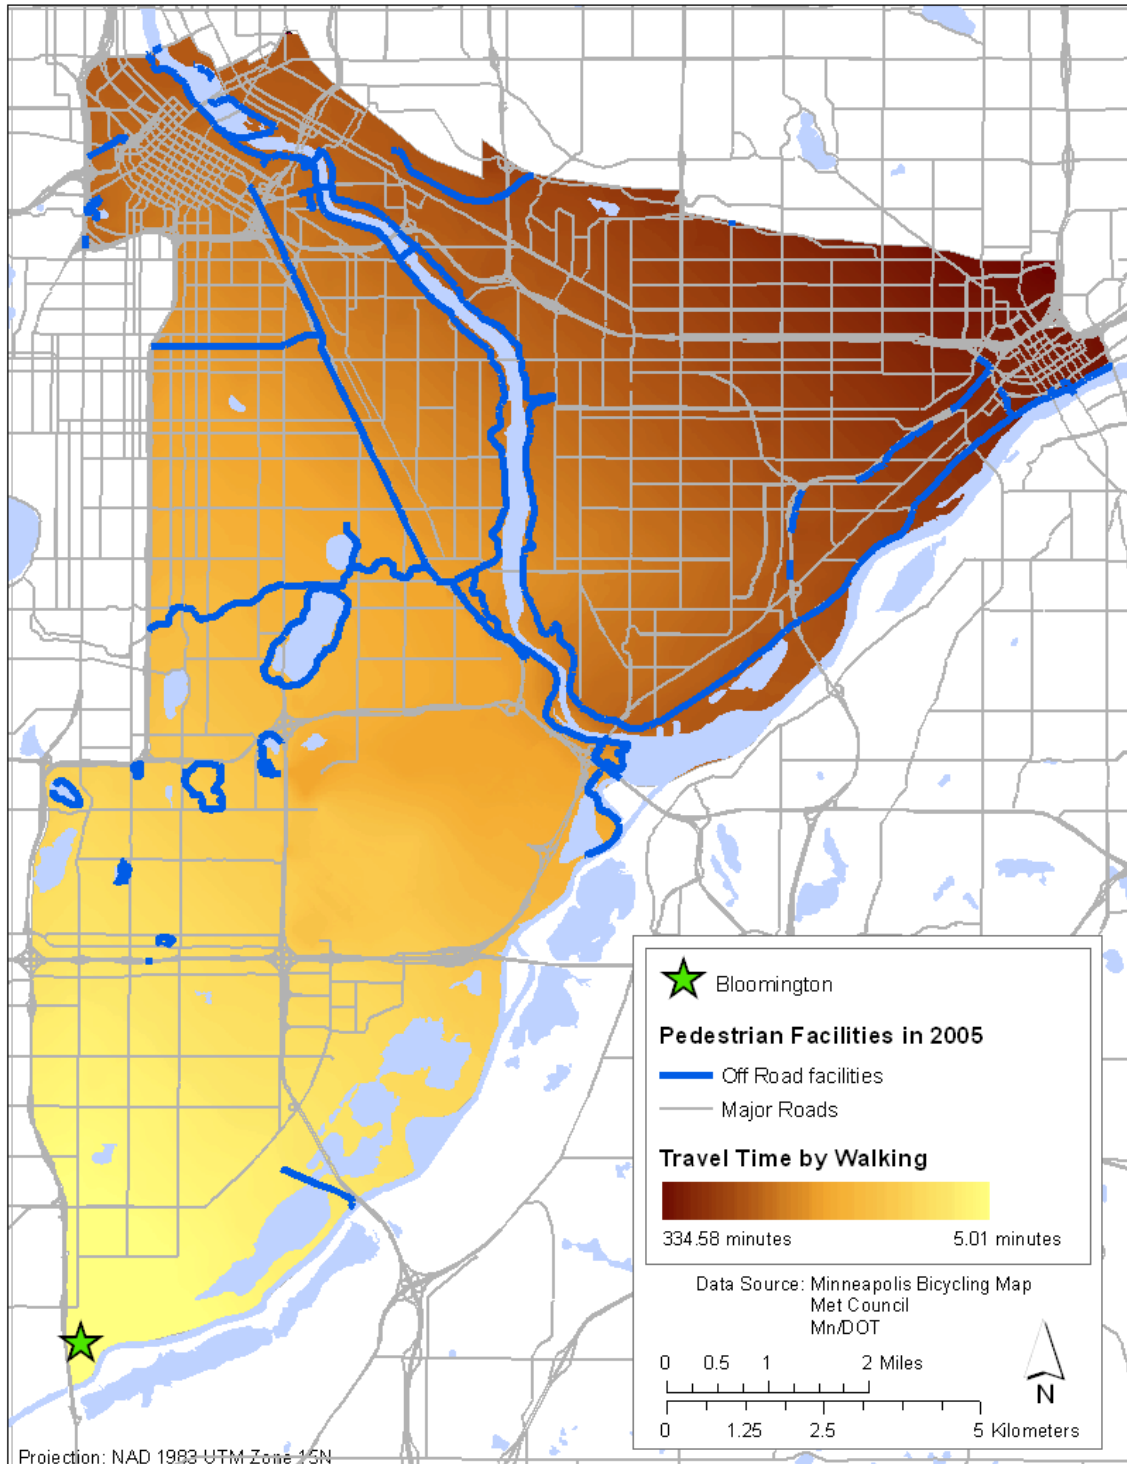 Bloomington
Pedestrian Facilities in 2005
Off Road facilities
Major Roads
Travel Time by Walking
334.58 minutes 5.01 minutes
Data Source: Minneapolis Bicycling Map
Met Council
Mn/DOT
0 0.5 1 2 Miles
0 1.25 2.5 5 Kilometers
N
Projection: NAD 1983 UTM Zone 15N